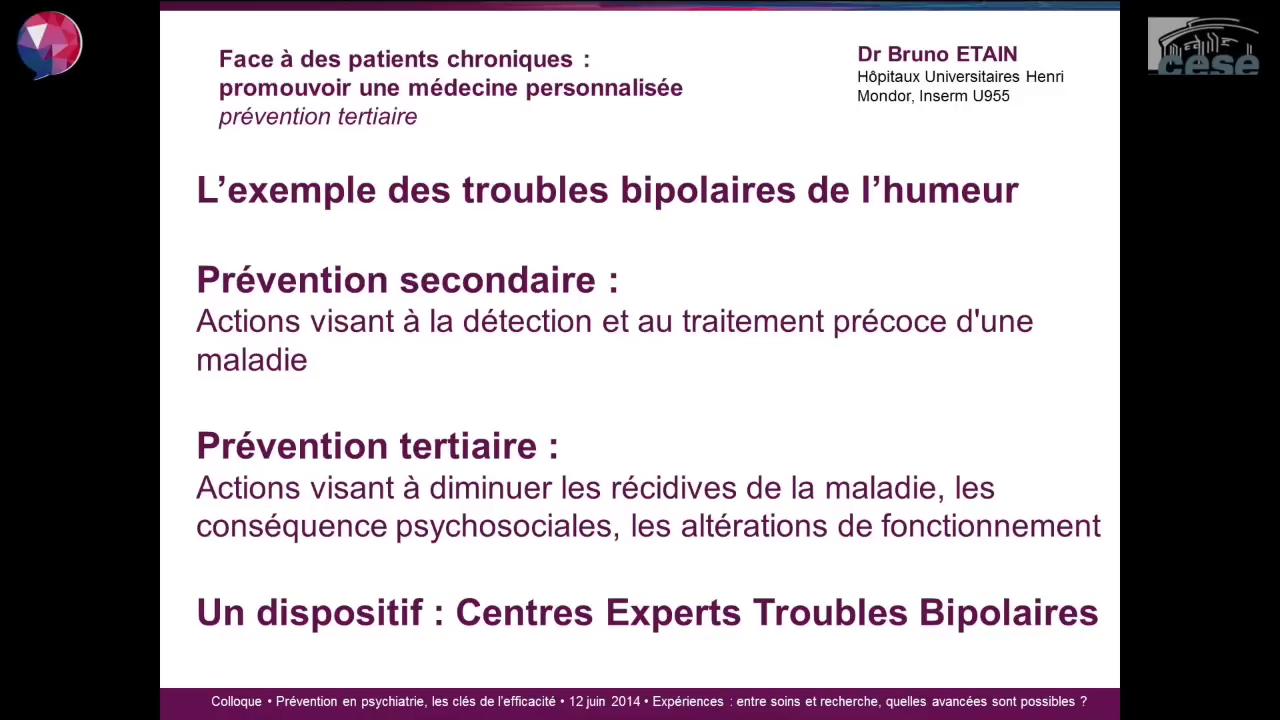 Face à des patients chroniques :
promouvoir une médecine personnalisée
prévention tertiaire
Dr Bruno ETAIN
Hôpitaux Universitaires Henri
Mondor, Inserm U955
cese
L’exemple des troubles bipolaires de l’humeur
Prévention secondaire :
Actions visant à la détection et au traitement précoce d'une
maladie
Prévention tertiaire :
Actions visant à diminuer les récidives de la maladie, les
conséquence psychosociales, les altérations de fonctionnement
Un dispositif : Centres Experts Troubles Bipolaires
Colloque • Prévention en psychiatrie, les clés de l'efficacité • 12 juin 2014 • Expériences : entre soins et recherche, quelles avancées sont possibles ?